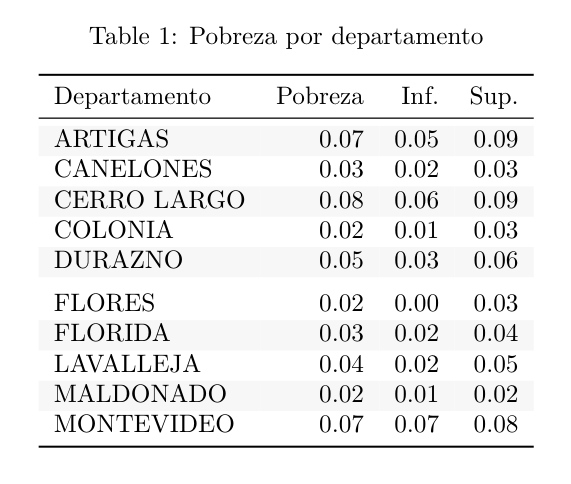 Table 1: Pobreza por departamento
Departamento Pobreza Inf. Sup.
ARTIGAS 0.07 0.05 0.09
CANELONES 0.03 0.02 0.03
CERRO LARGO 0.08 0.06 0.09
COLONIA 0.02 0.01 0.03
DURAZNO 0.05 0.03 0.06
FLORES 0.02 0.00 0.03
FLORIDA 0.03 0.02 0.04
LAVALLEJA 0.04 0.02 0.05
MALDONADO 0.02 0.01 0.02
MONTEVIDEO 0.07 0.07 0.08